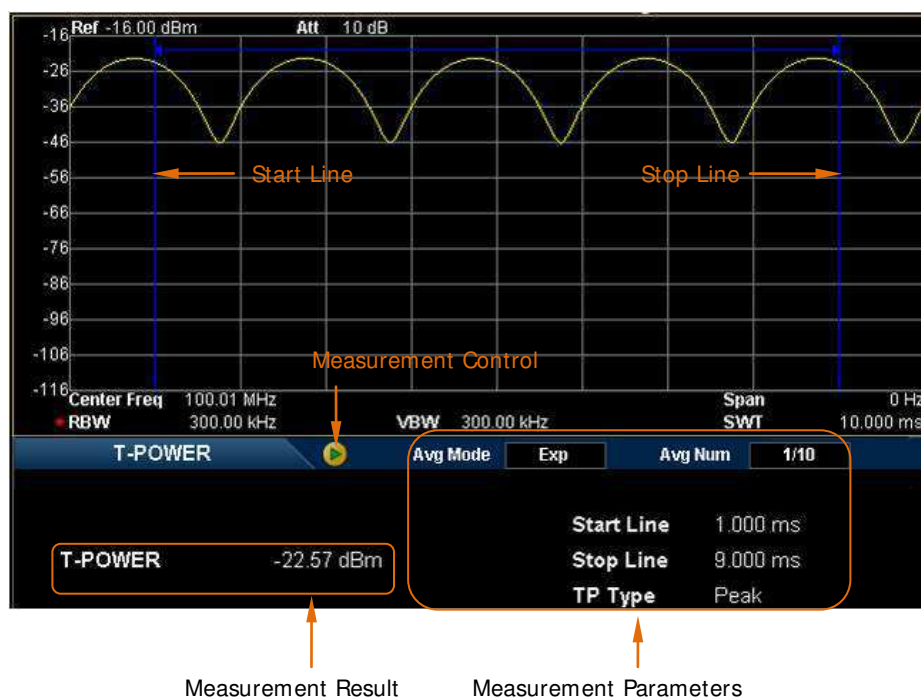 Ref -16.00 dBm Att 10 dB
-16
-26
-36
-46
-56
Start Line Stop Line
-66
-76
-86
-96
-106
Measurement Control
-116
Center Freq 100.01 MHz Span 0 Hz
RBW 300.00 kHz VBW 300.00 kHz SWT 10.000 ms
T-POWER Avg Mode Exp Avg Num 1/10
Start Line 1.000 ms
T-POWER -22.57 dBm Stop Line 9.000 ms
TP Type Peak
Measurement Result Measurement Parameters